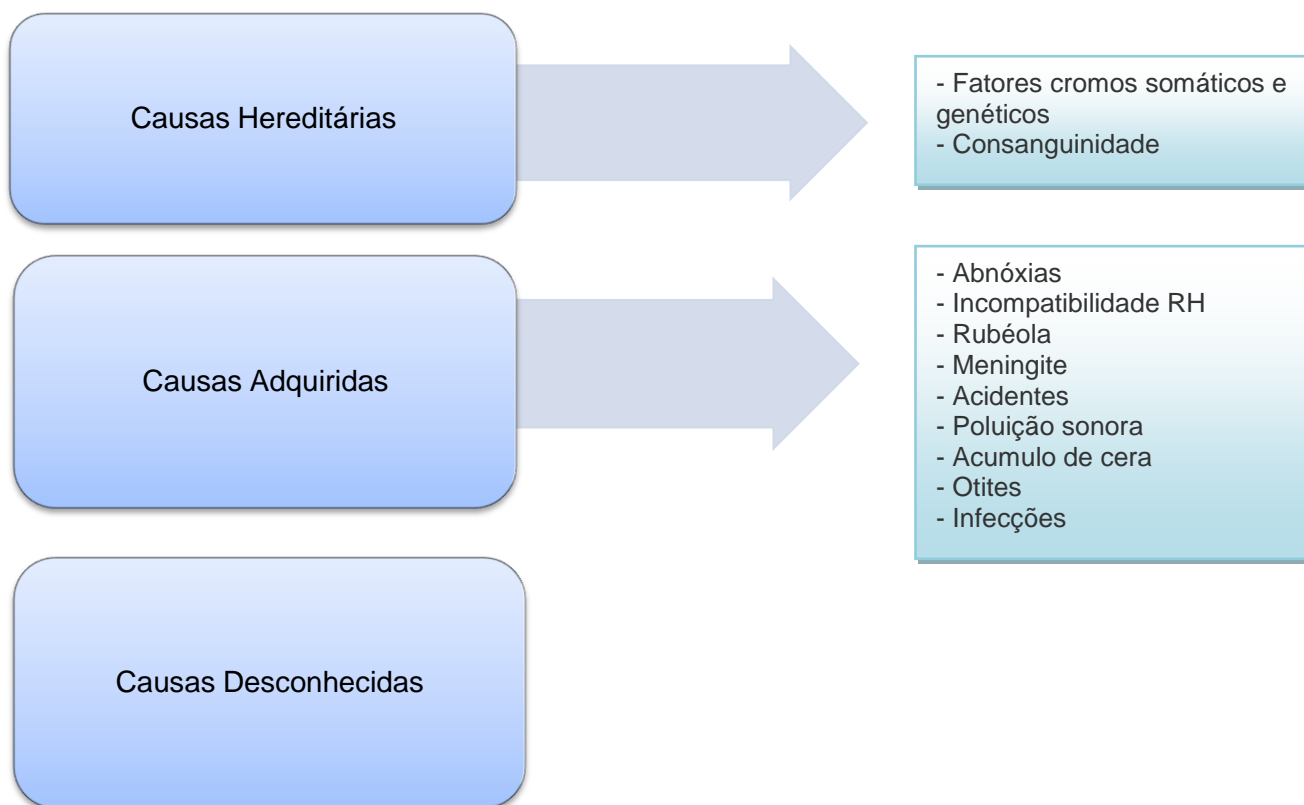 Causas Hereditárias
- Fatores cromos somáticos e
genéticos
- Consanguinidade
Causas Adquiridas
- Abnóxias
- Incompatibilidade RH
- Rubéola
- Meningite
- Acidentes
- Poluição sonora
- Acumulo de cera
- Otites
- Infecções
Causas Desconhecidas